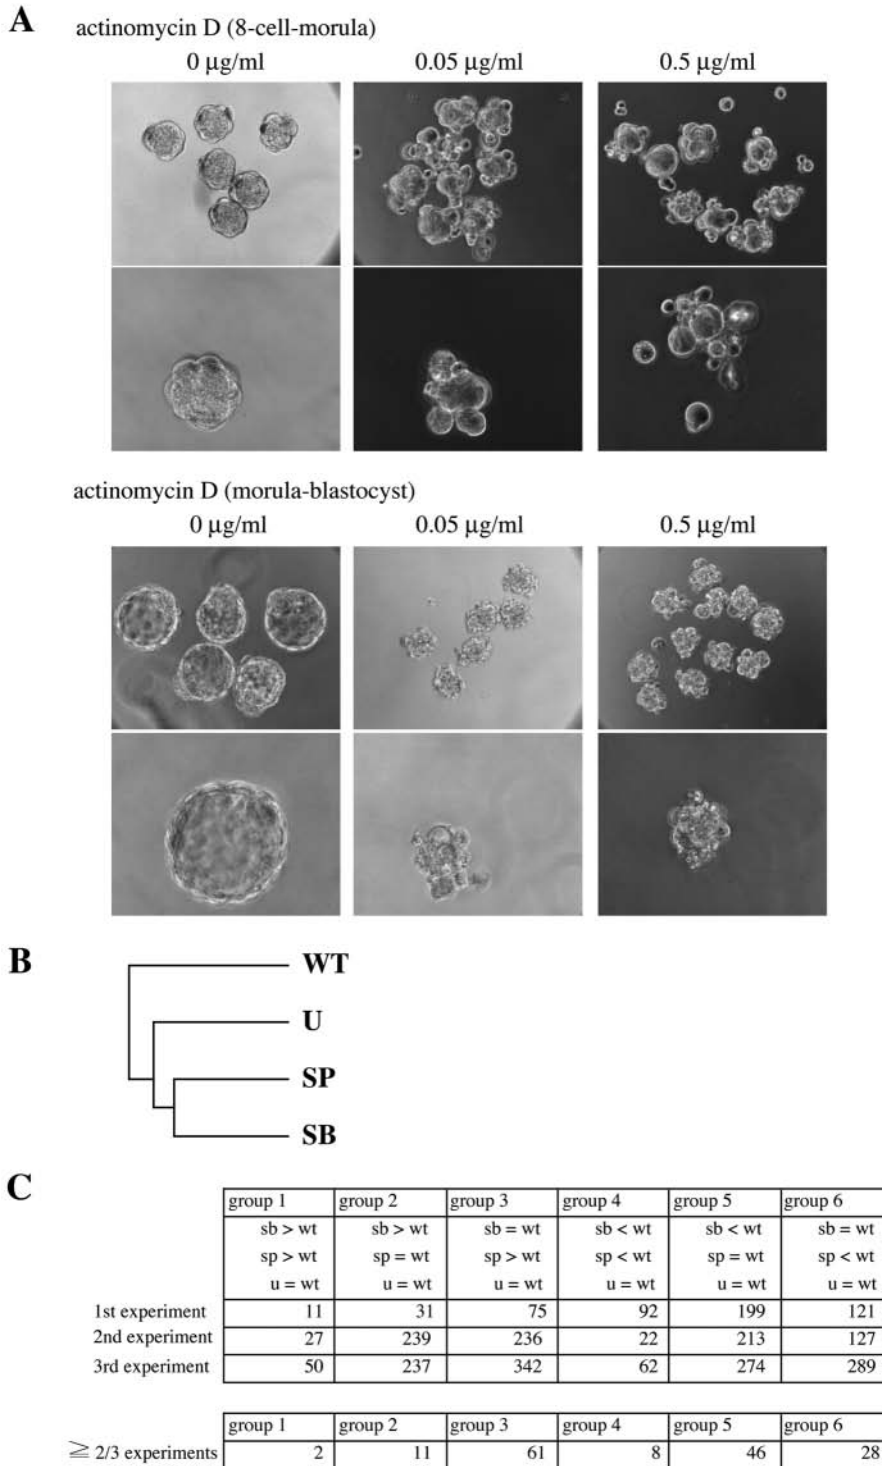 A
actinomycin D (8-cell-morula)
0 µg/ml 0.05 µg/ml 0.5 µg/ml
actinomycin D (morula-blastocyst)
0 µg/ml 0.05 µg/ml 0.5 µg/ml
B
WT
U
SP
SB
C
group 1 group 2 group 3 group 4 group 5 group 6
sb > wt sb > wt sb = wt sb < wt sb < wt sb = wt
sp > wt sp = wt sp > wt sp < wt sp = wt sp < wt
u = wt u = wt u = wt u = wt u = wt u = wt
1st experiment 11 31 75 92 199 121
2nd experiment 27 239 236 22 213 127
3rd experiment 50 237 342 62 274 289
group 1 group 2 group 3 group 4 group 5 group 6
≧ 2/3 experiments 2 11 61 8 46 28